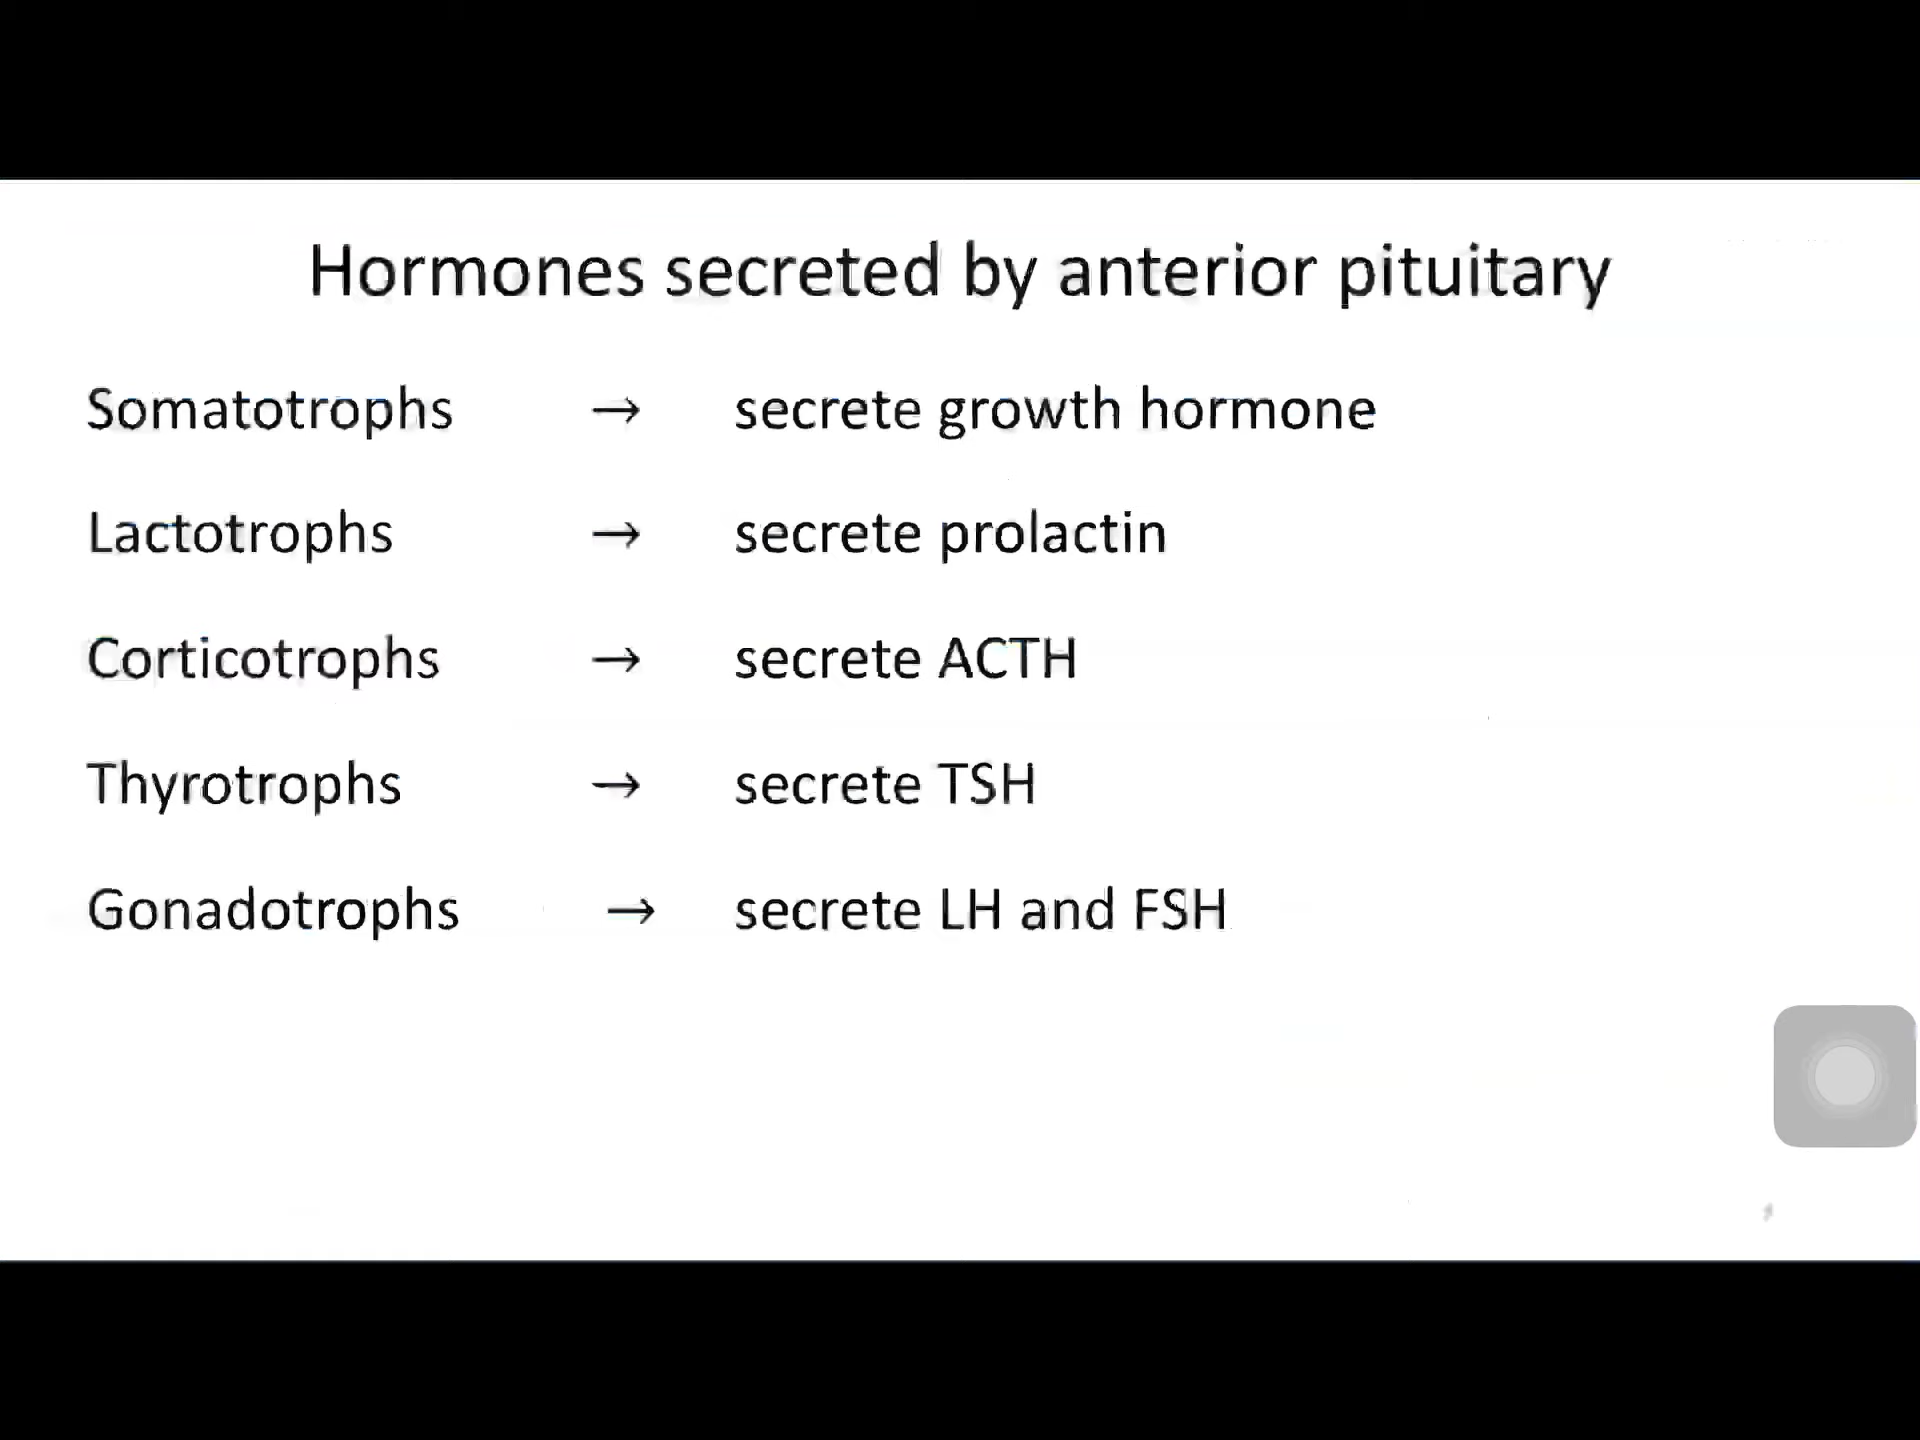 Hormones secreted by anterior pituitary
Somatotrophs → secrete growth hormone
Lactotrophs → secrete prolactin
Corticotrophs → secrete ACTH
Thyrotrophs → secrete TSH
Gonadotrophs → secrete LH and FSH